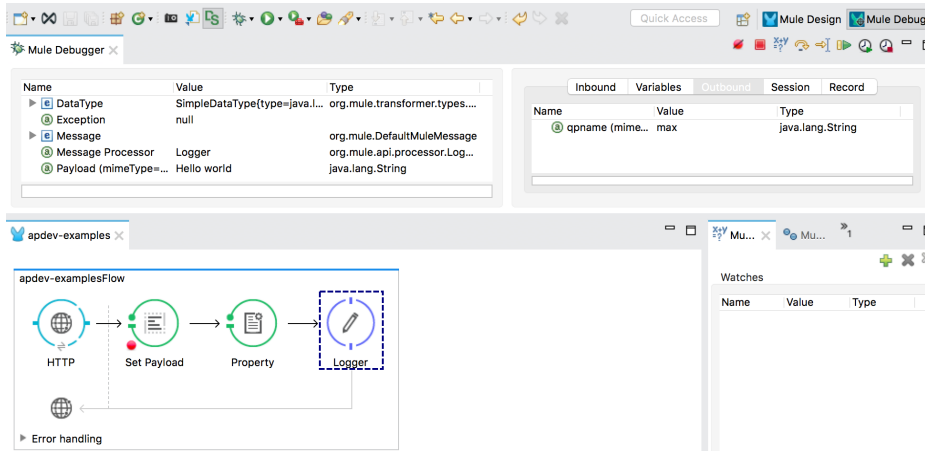 DS
Quick Access
Mule Design
Mule Debug
Mule Debugger
Name Value Type
DataType SimpleDataType{type=java.l... org.mule.transformer.types....
Exception null
Message org.mule.DefaultMuleMessage
Message Processor Logger org.mule.api.processor.Log...
Payload (mimeType=... Hello world java.lang.String
Inbound Variables Outbound Session Record
Name Value Type
qpname (mime... max java.lang.String
apdev-examples
apdev-examplesFlow
HTTP Set Payload Property Logger
Error handling
x+y
=?
Mu...
Mu...
»1
Watches
Name Value Type